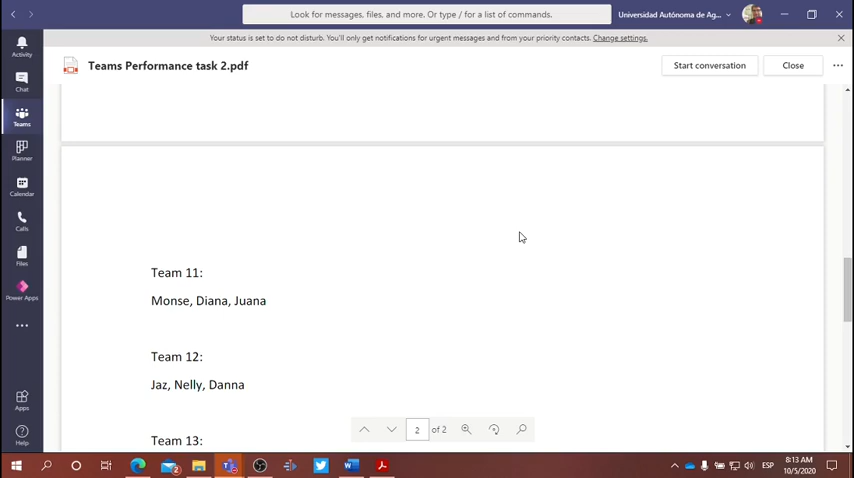 Look for messages, files, and more. Or type / for a list of commands.
Universidad Autónoma de Ag...
Your status is set to do not disturb. You'll only get notifications for urgent messages and from your priority contacts. Change settings.
Activity
Chat
Teams
Planner
Calendar
Calls
Files
Power Apps
Apps
Help
Teams Performance task 2.pdf
Start conversation
Close
Team 11:
Monse, Diana, Juana
Team 12:
Jaz, Nelly, Danna
Team 13:
2 of 2
2
ESP
8:13 AM
10/5/2020